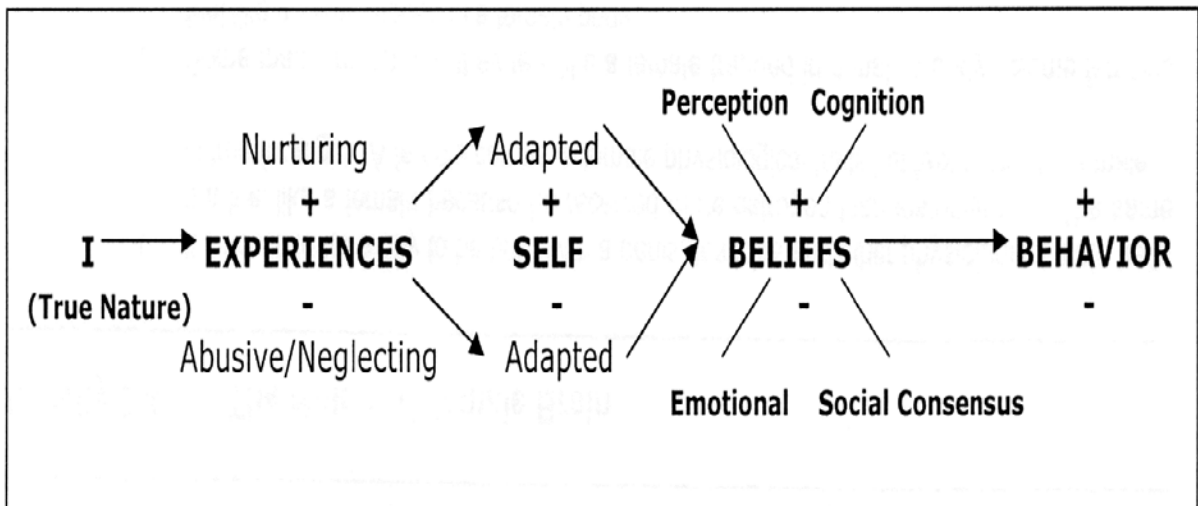 Perception Cognition
Nurturing Adapted
+ + + +
I EXPERIENCES SELF BELIEFS BEHAVIOR
(True Nature) - - - -
Abusive/Neglecting Adapted
Emotional Social Consensus